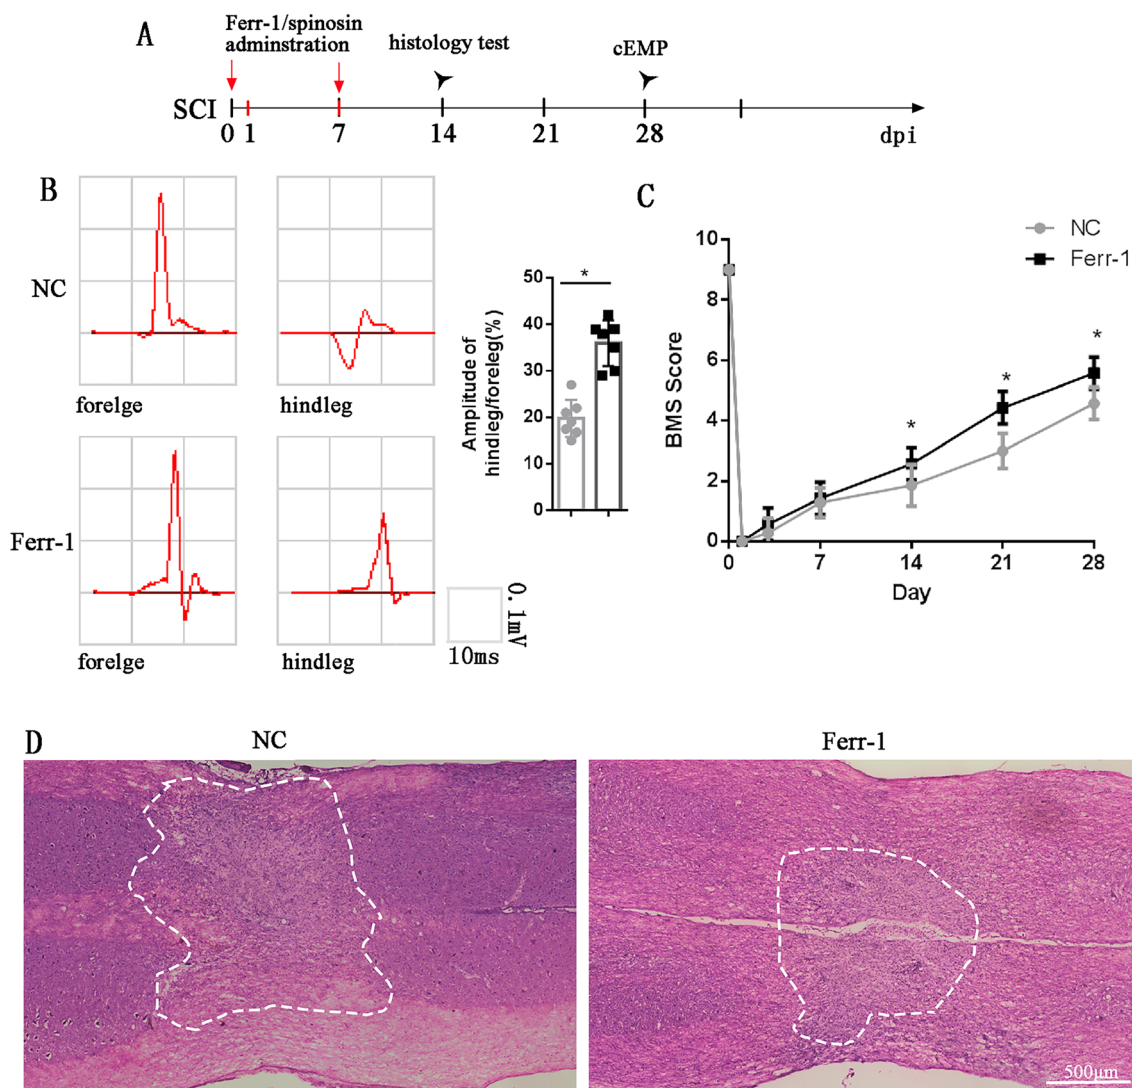 A
Ferr-1/spinosin
adminstration
histology test
cEMP
SCI
0 1 7 14 21 28 dpi
B
NC
forelge
hindleg
Ferr-1
forelge
hindleg
0.1mV
10ms
*
50
40
30
20
10
0
Amplitude of
hindleg/foreleg(%)
C
NC
Ferr-1
10
8
6
4
2
0
BMS Score
* * *
0 7 14 21 28
Day
D
NC
Ferr-1
500μm